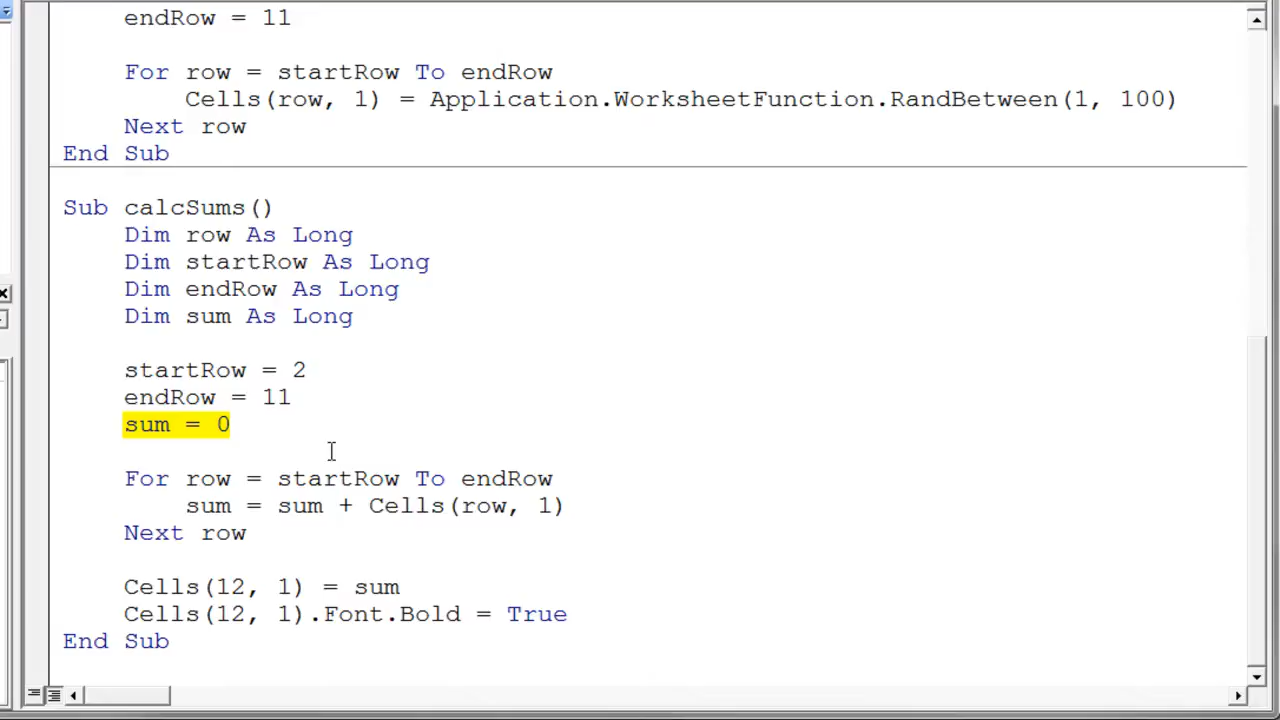 endRow = 11
For row = startRow To endRow
Cells(row, 1) = Application.WorksheetFunction.RandBetween(1, 100)
Next row
End Sub
Sub calcSums()
Dim row As Long
Dim startRow As Long
Dim endRow As Long
Dim sum As Long
startRow = 2
endRow = 11
sum = 0
For row = startRow To endRow
sum = sum + Cells(row, 1)
Next row
Cells(12, 1) = sum
Cells(12, 1).Font.Bold = True
End Sub